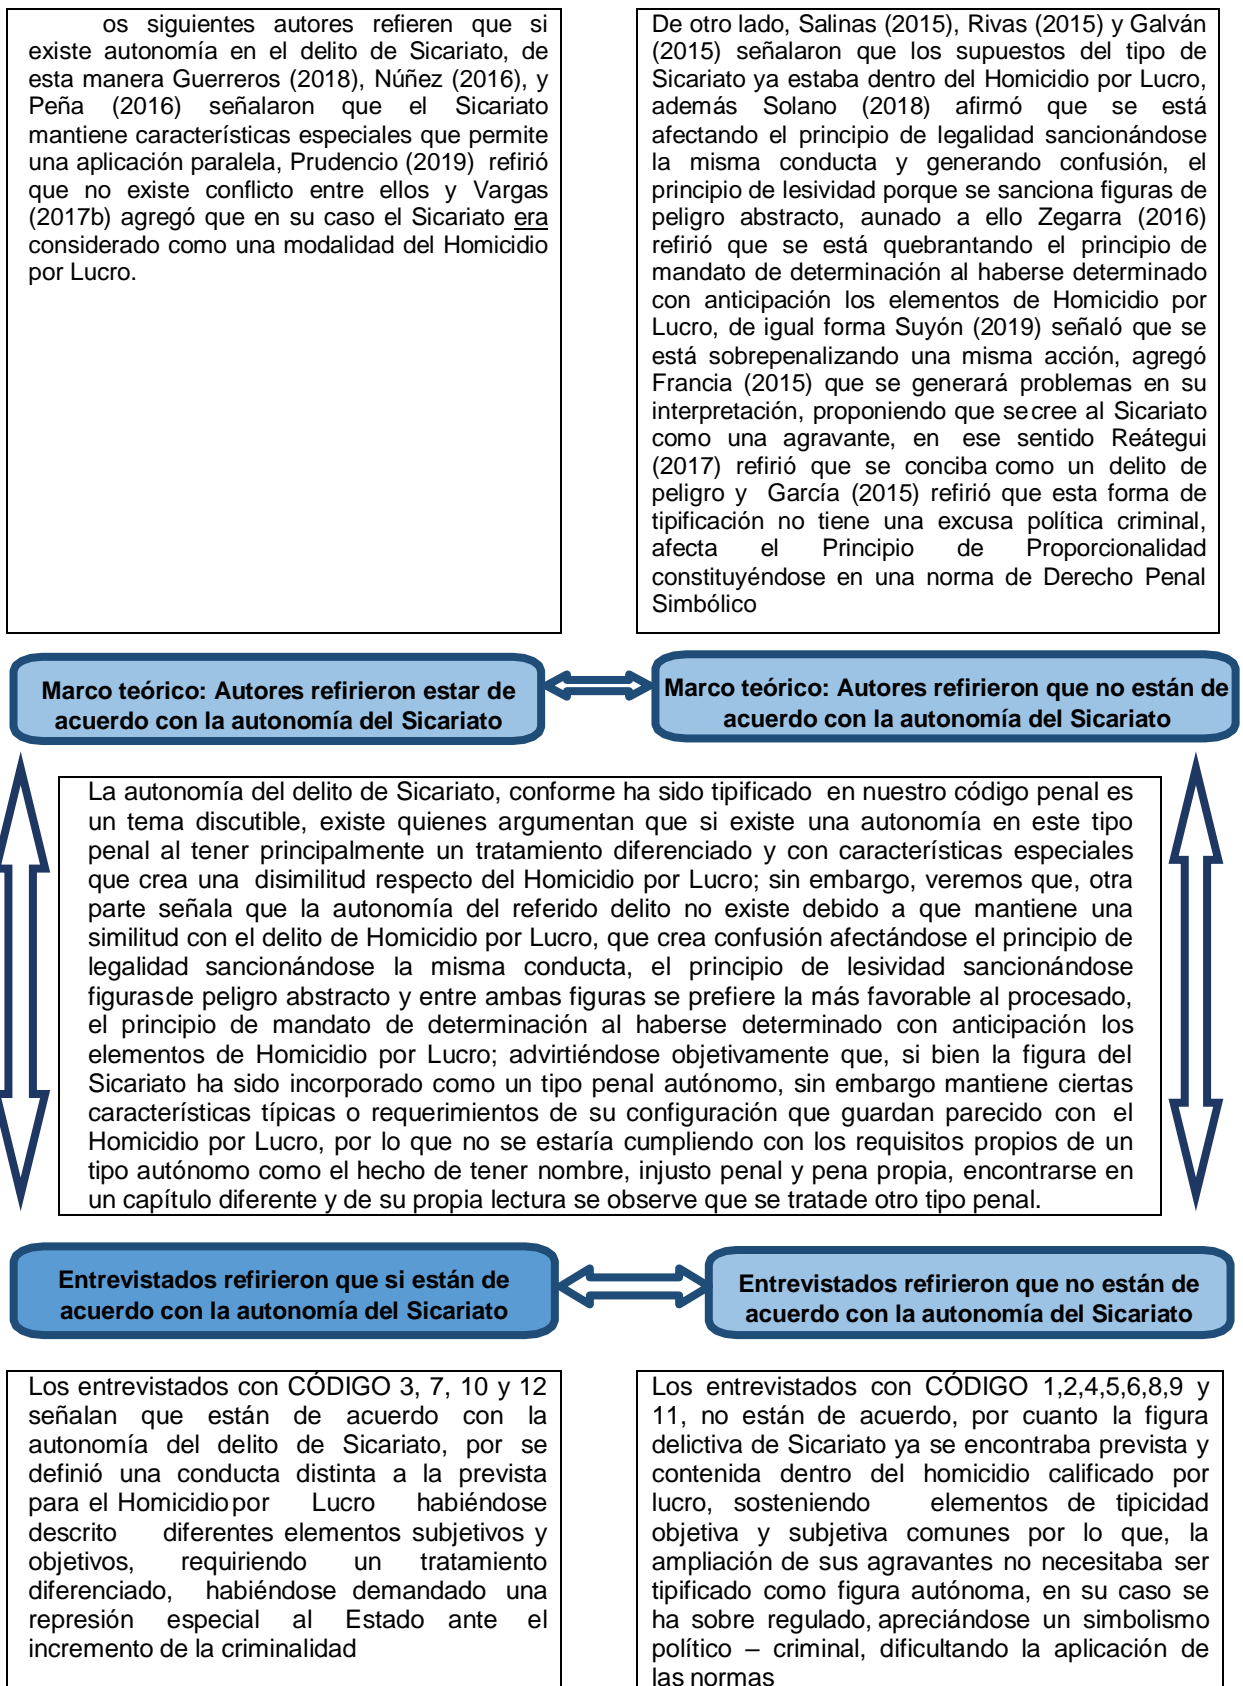 os siguientes autores refieren que si
existe autonomía en el delito de Sicariato, de
esta manera Guerreros (2018), Núñez (2016), y
Peña (2016) señalaron que el Sicariato
mantiene características especiales que permite
una aplicación paralela, Prudencio (2019) refirió
que no existe conflicto entre ellos y Vargas
(2017b) agregó que en su caso el Sicariato era
considerado como una modalidad del Homicidio
por Lucro.
De otro lado, Salinas (2015), Rivas (2015) y Galván
(2015) señalaron que los supuestos del tipo de
Sicariato ya estaba dentro del Homicidio por Lucro,
además Solano (2018) afirmó que se está
afectando el principio de legalidad sancionándose
la misma conducta y generando confusión, el
principio de lesividad porque se sanciona figuras de
peligro abstracto, aunado a ello Zegarra (2016)
refirió que se está quebrantando el principio de
mandato de determinación al haberse determinado
con anticipación los elementos de Homicidio por
Lucro, de igual forma Suyón (2019) señaló que se
está sobrepenalizando una misma acción, agregó
Francia (2015) que se generará problemas en su
interpretación, proponiendo que secree al Sicariato
como una agravante, en ese sentido Reátegui
(2017) refirió que se conciba como un delito de
peligro y García (2015) refirió que esta forma de
tipificación no tiene una excusa política criminal,
afecta el Principio de Proporcionalidad
constituyéndose en una norma de Derecho Penal
Simbólico
Marco teórico: Autores refirieron estar de
acuerdo con la autonomía del Sicariato
Marco teórico: Autores refirieron que no están de
acuerdo con la autonomía del Sicariato
La autonomía del delito de Sicariato, conforme ha sido tipificado en nuestro código penal es
un tema discutible, existe quienes argumentan que si existe una autonomía en este tipo
penal al tener principalmente un tratamiento diferenciado y con características especiales
que crea una disimilitud respecto del Homicidio por Lucro; sin embargo, veremos que, otra
parte señala que la autonomía del referido delito no existe debido a que mantiene una
similitud con el delito de Homicidio por Lucro, que crea confusión afectándose el principio de
legalidad sancionándose la misma conducta, el principio de lesividad sancionándose
figurasde peligro abstracto y entre ambas figuras se prefiere la más favorable al procesado,
el principio de mandato de determinación al haberse determinado con anticipación los
elementos de Homicidio por Lucro; advirtiéndose objetivamente que, si bien la figura del
Sicariato ha sido incorporado como un tipo penal autónomo, sin embargo mantiene ciertas
características típicas o requerimientos de su configuración que guardan parecido con el
Homicidio por Lucro, por lo que no se estaría cumpliendo con los requisitos propios de un
tipo autónomo como el hecho de tener nombre, injusto penal y pena propia, encontrarse en
un capítulo diferente y de su propia lectura se observe que se tratade otro tipo penal.
Entrevistados refirieron que si están de
acuerdo con la autonomía del Sicariato
Entrevistados refirieron que no están de
acuerdo con la autonomía del Sicariato
Los entrevistados con CÓDIGO 3, 7, 10 y 12
señalan que están de acuerdo con la
autonomía del delito de Sicariato, por se
definió una conducta distinta a la prevista
para el Homicidiopor Lucro habiéndose
descrito diferentes elementos subjetivos y
objetivos, requiriendo un tratamiento
diferenciado, habiéndose demandado una
represión especial al Estado ante el
incremento de la criminalidad
Los entrevistados con CÓDIGO 1,2,4,5,6,8,9 y
11, no están de acuerdo, por cuanto la figura
delictiva de Sicariato ya se encontraba prevista y
contenida dentro del homicidio calificado por
lucro, sosteniendo elementos de tipicidad
objetiva y subjetiva comunes por lo que, la
ampliación de sus agravantes no necesitaba ser
tipificado como figura autónoma, en su caso se
ha sobre regulado, apreciándose un simbolismo
político – criminal, dificultando la aplicación de
las normas